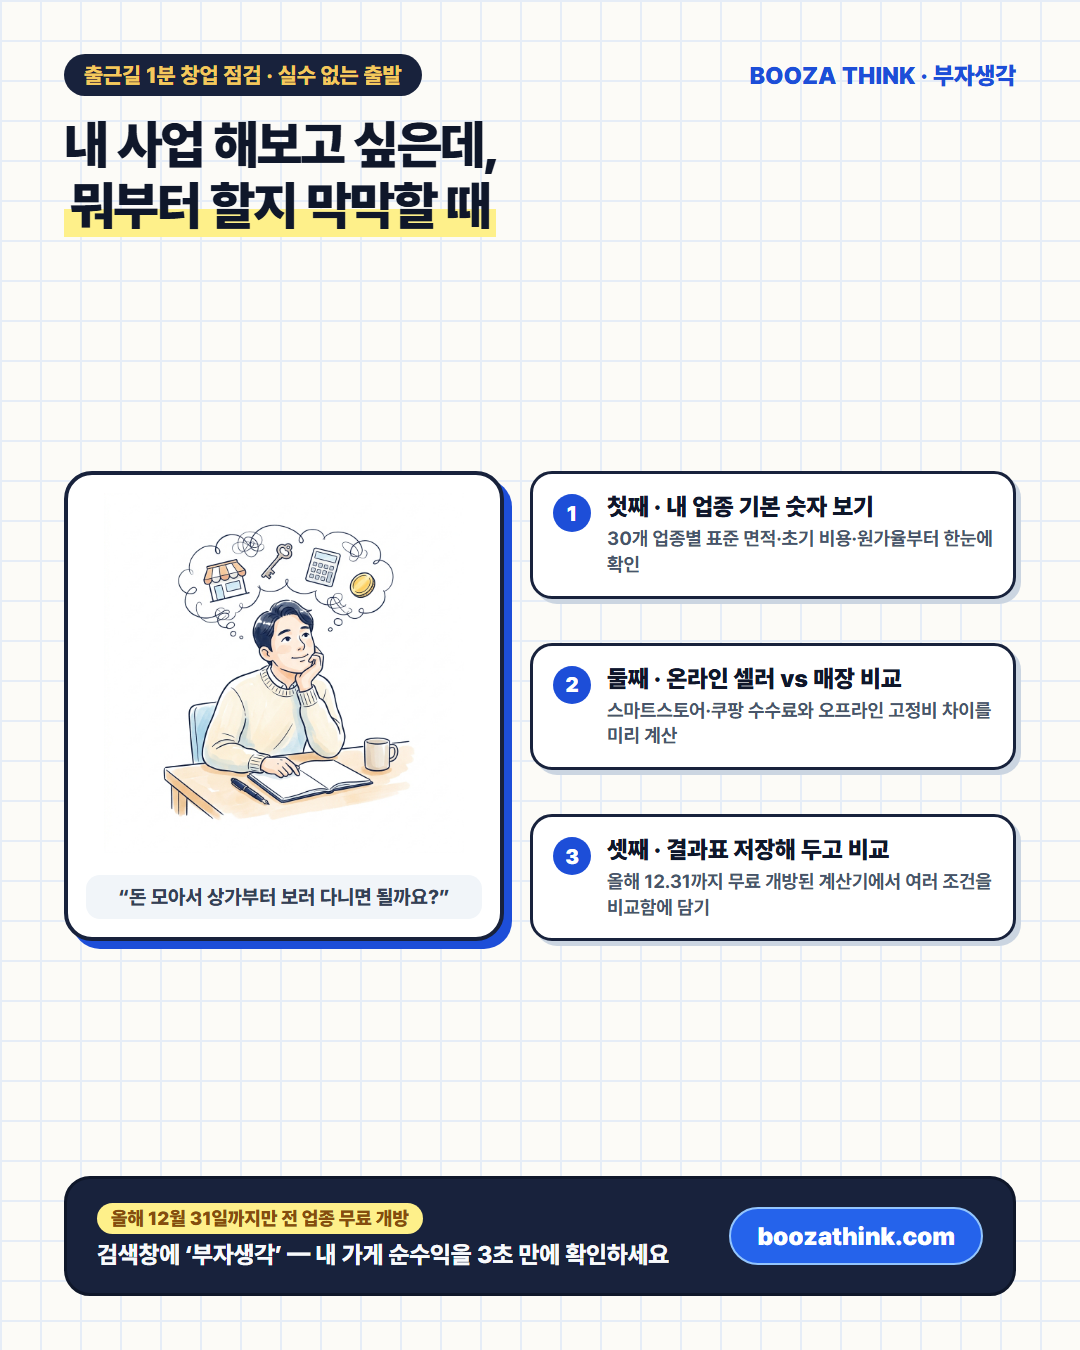 출근길 1분 창업 점검 · 실수 없는 출발
BOOZA THINK · 부자생각
내 사업 해보고 싶은데,
뭐부터 할지 막막할 때
“돈 모아서 상가부터 보러 다니면 될까요?”
1
첫째 · 내 업종 기본 숫자 보기
30개 업종별 표준 면적·초기 비용·원가율부터 한눈에
확인
2
둘째 · 온라인 셀러 vs 매장 비교
스마트스토어·쿠팡 수수료와 오프라인 고정비 차이를
미리 계산
3
셋째 · 결과표 저장해 두고 비교
올해 12.31까지 무료 개방된 계산기에서 여러 조건을
비교함에 담기
올해 12월 31일까지만 전 업종 무료 개방
검색창에 ‘부자생각’ — 내 가게 순수익을 3초 만에 확인하세요
boozathink.com